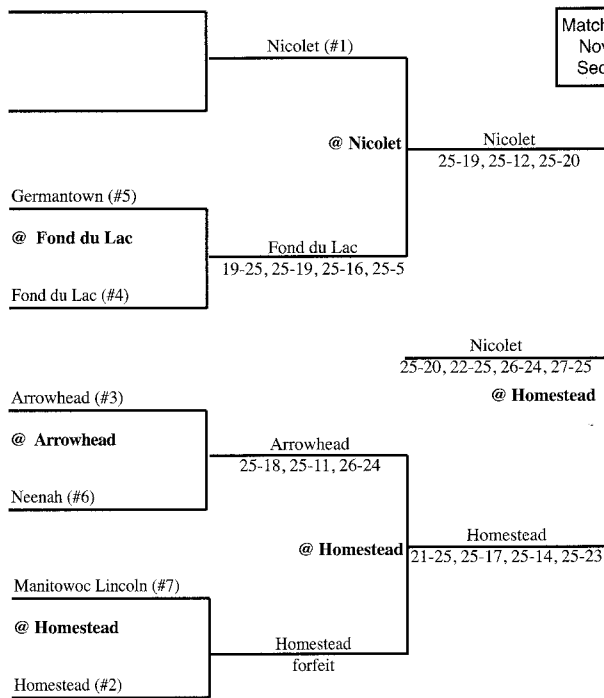 Nicolet (#1)
Match
Nov
Sec
@ Nicolet
Nicolet
25-19, 25-12, 25-20
Germantown (#5)
@ Fond du Lac
Fond du Lac
19-25, 25-19, 25-16, 25-5
Fond du Lac (#4)
Nicolet
25-20, 22-25, 26-24, 27-25
@ Homestead
Arrowhead (#3)
@ Arrowhead
Arrowhead
25-18, 25-11, 26-24
Neenah (#6)
@ Homestead
Homestead
21-25, 25-17, 25-14, 25-23
Manitowoc Lincoln (#7)
@ Homestead
Homestead
forfeit
Homestead (#2)